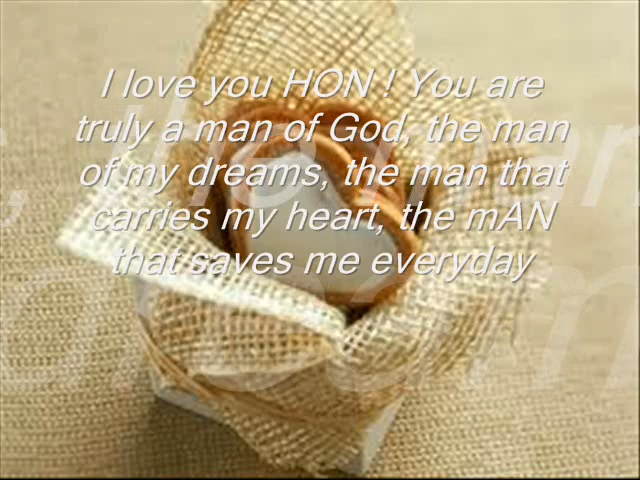 I love you HON ! You are
truly a man of God, the man
of my dreams, the man that
carries my heart, the mAN
that saves me everyday